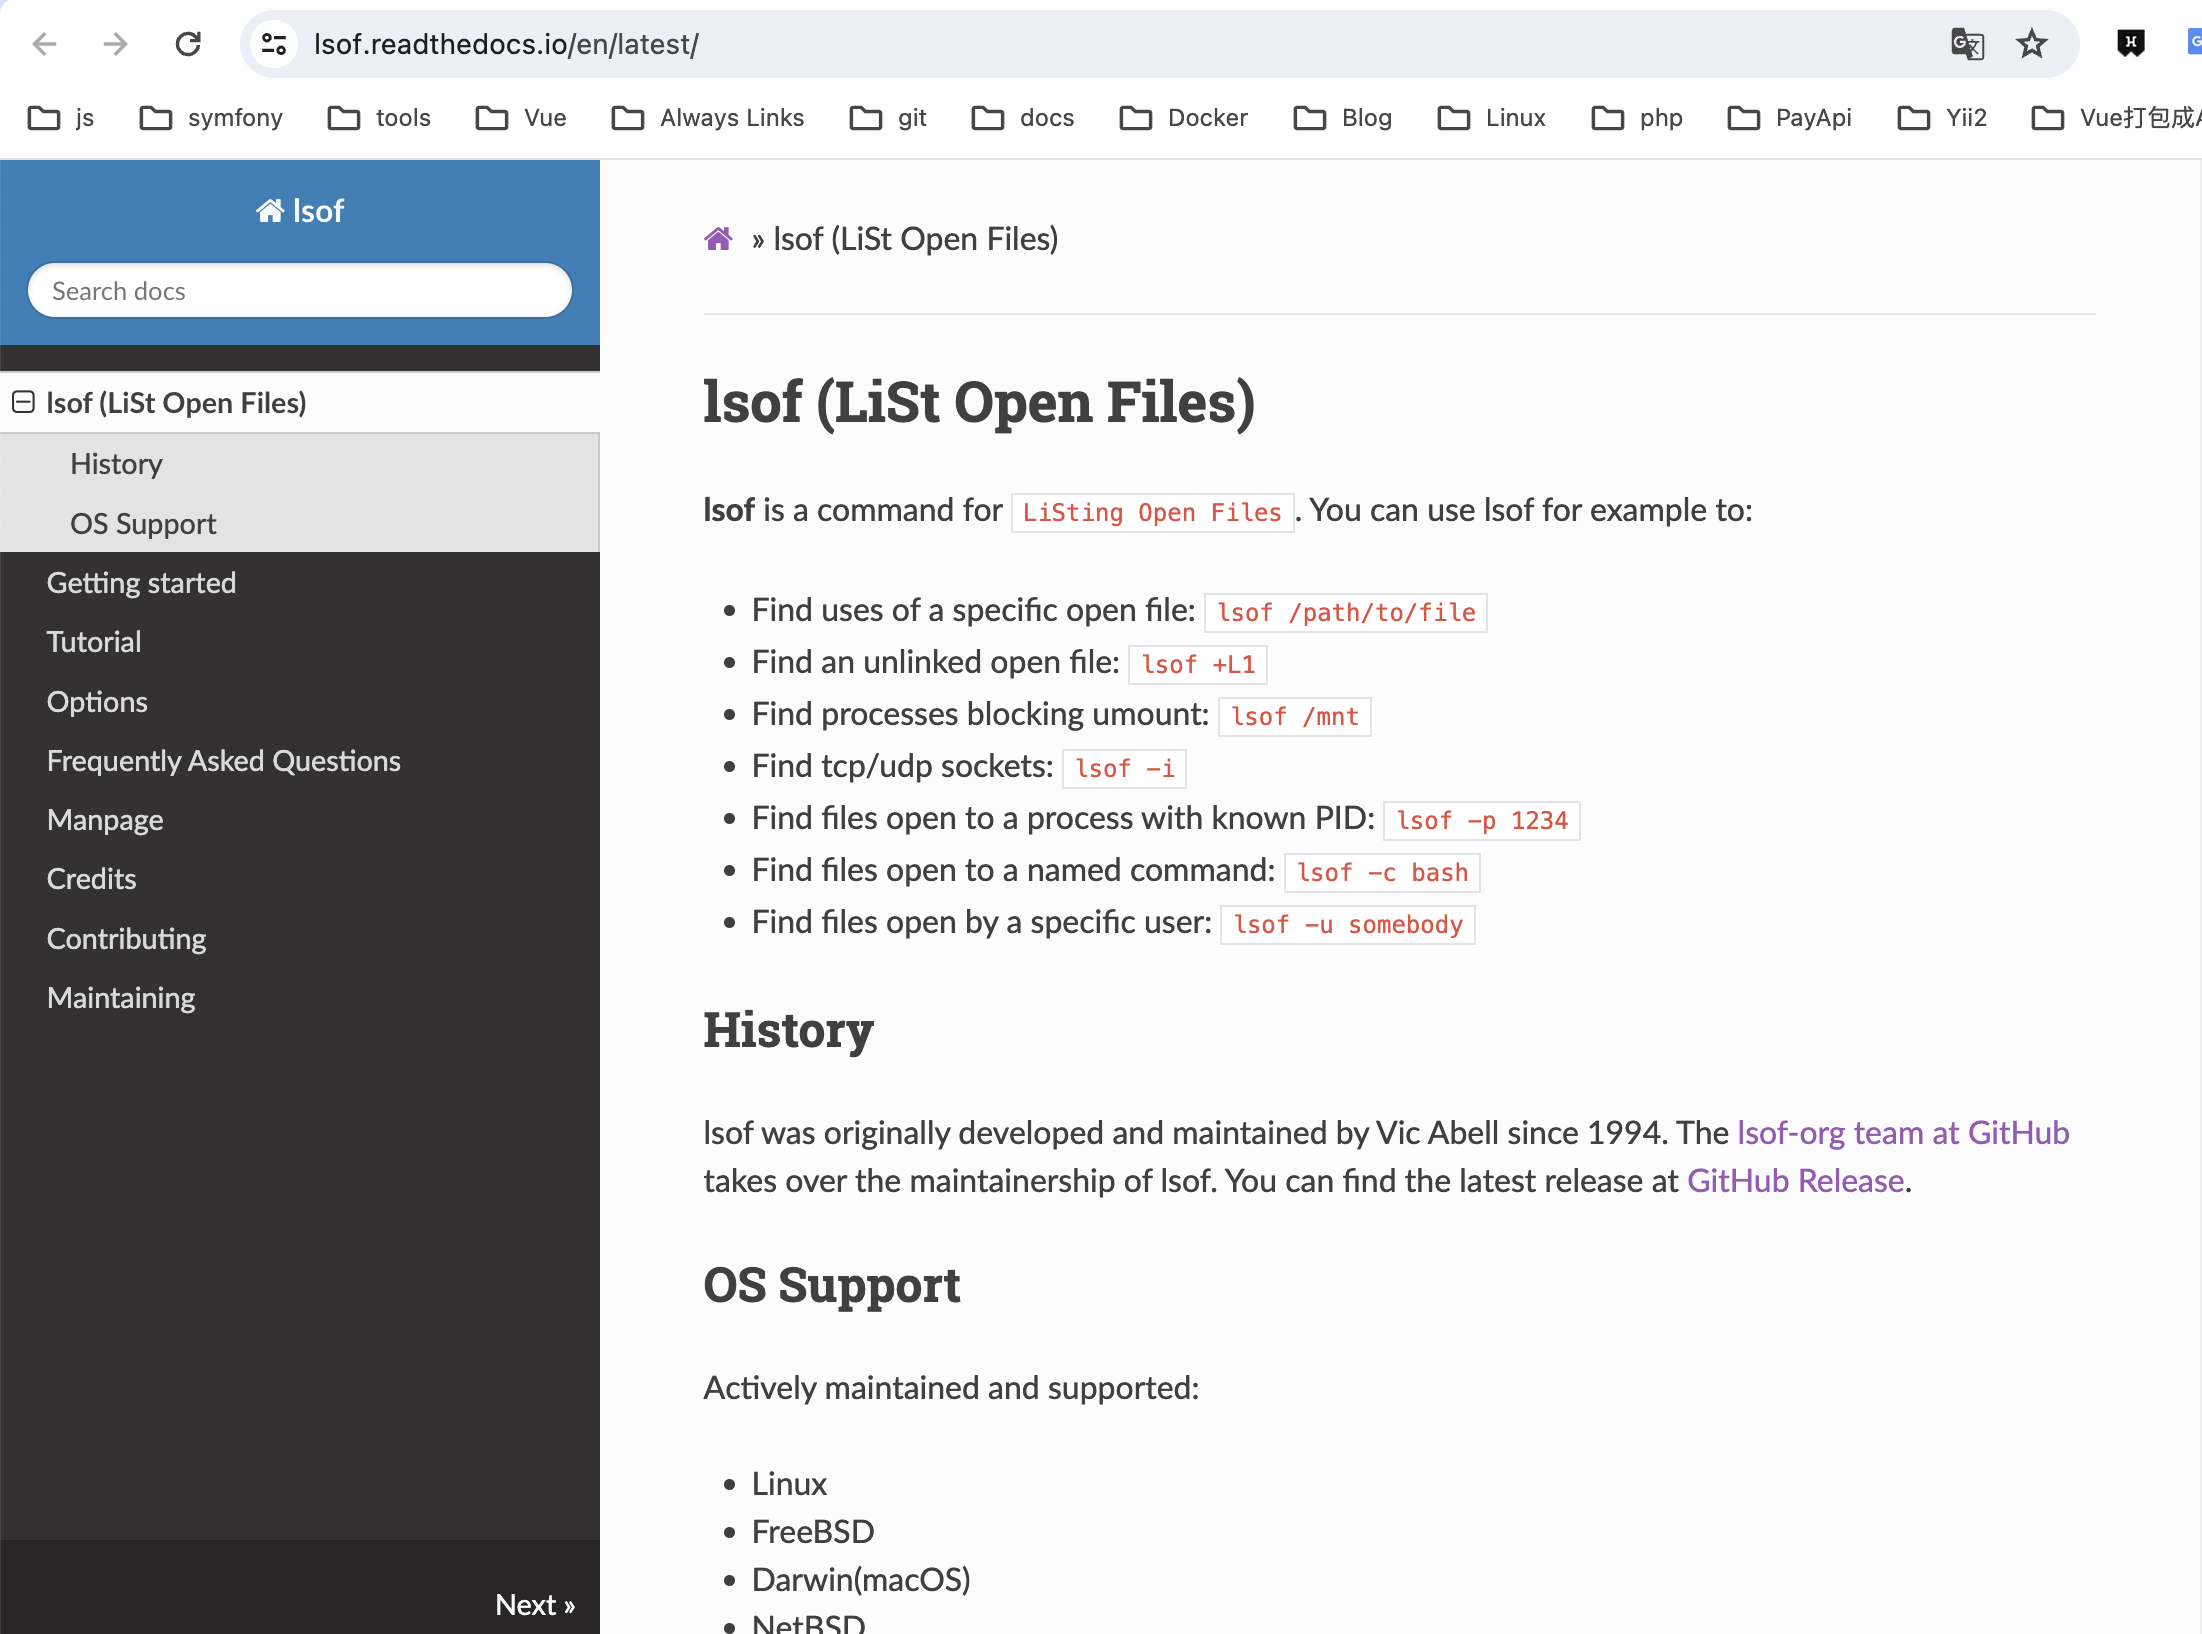 lsof.readthedocs.io/en/latest/
js symfony tools Vue Always Links git docs Docker Blog Linux php PayApi Yii2 Vue打包成A
lsof
Search docs
lsof (LiSt Open Files)
History
OS Support
Getting started
Tutorial
Options
Frequently Asked Questions
Manpage
Credits
Contributing
Maintaining
Next »
» lsof (LiSt Open Files)
lsof (LiSt Open Files)
lsof is a command for LiSting Open Files. You can use lsof for example to:
• Find uses of a specific open file: lsof /path/to/file
• Find an unlinked open file: lsof +L1
• Find processes blocking umount: lsof /mnt
• Find tcp/udp sockets: lsof -i
• Find files open to a process with known PID: lsof -p 1234
• Find files open to a named command: lsof -c bash
• Find files open by a specific user: lsof -u somebody
History
lsof was originally developed and maintained by Vic Abell since 1994. The lsof-org team at GitHub
takes over the maintainership of lsof. You can find the latest release at GitHub Release.
OS Support
Actively maintained and supported:
• Linux
• FreeBSD
• Darwin(macOS)
• NetBSD